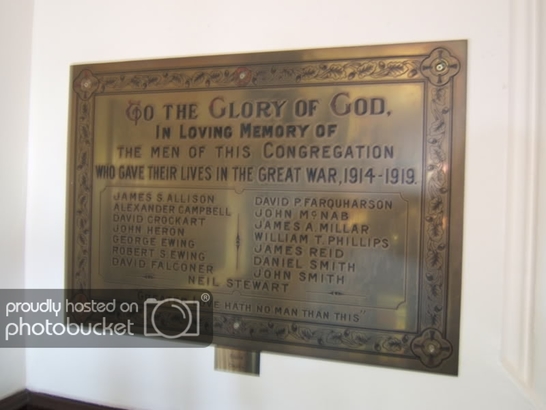 TO THE GLORY OF GOD,
IN LOVING MEMORY OF
THE MEN OF THIS CONGREGATION
WHO GAVE THEIR LIVES IN THE GREAT WAR, 1914-1919.
JAMES S. ALLISON
ALEXANDER CAMPBELL
DAVID CROCKART
JOHN HERON
GEORGE EWING
ROBERT S. EWING
DAVID FALCONER
DAVID P. FARQUHARSON
JOHN McNAB
JAMES A. MILLAR
WILLIAM T. PHILLIPS
JAMES REID
DANIEL SMITH
JOHN SMITH
NEIL STEWART
HATH NO MAN THAN THIS"
proudly hosted on
photobucket®